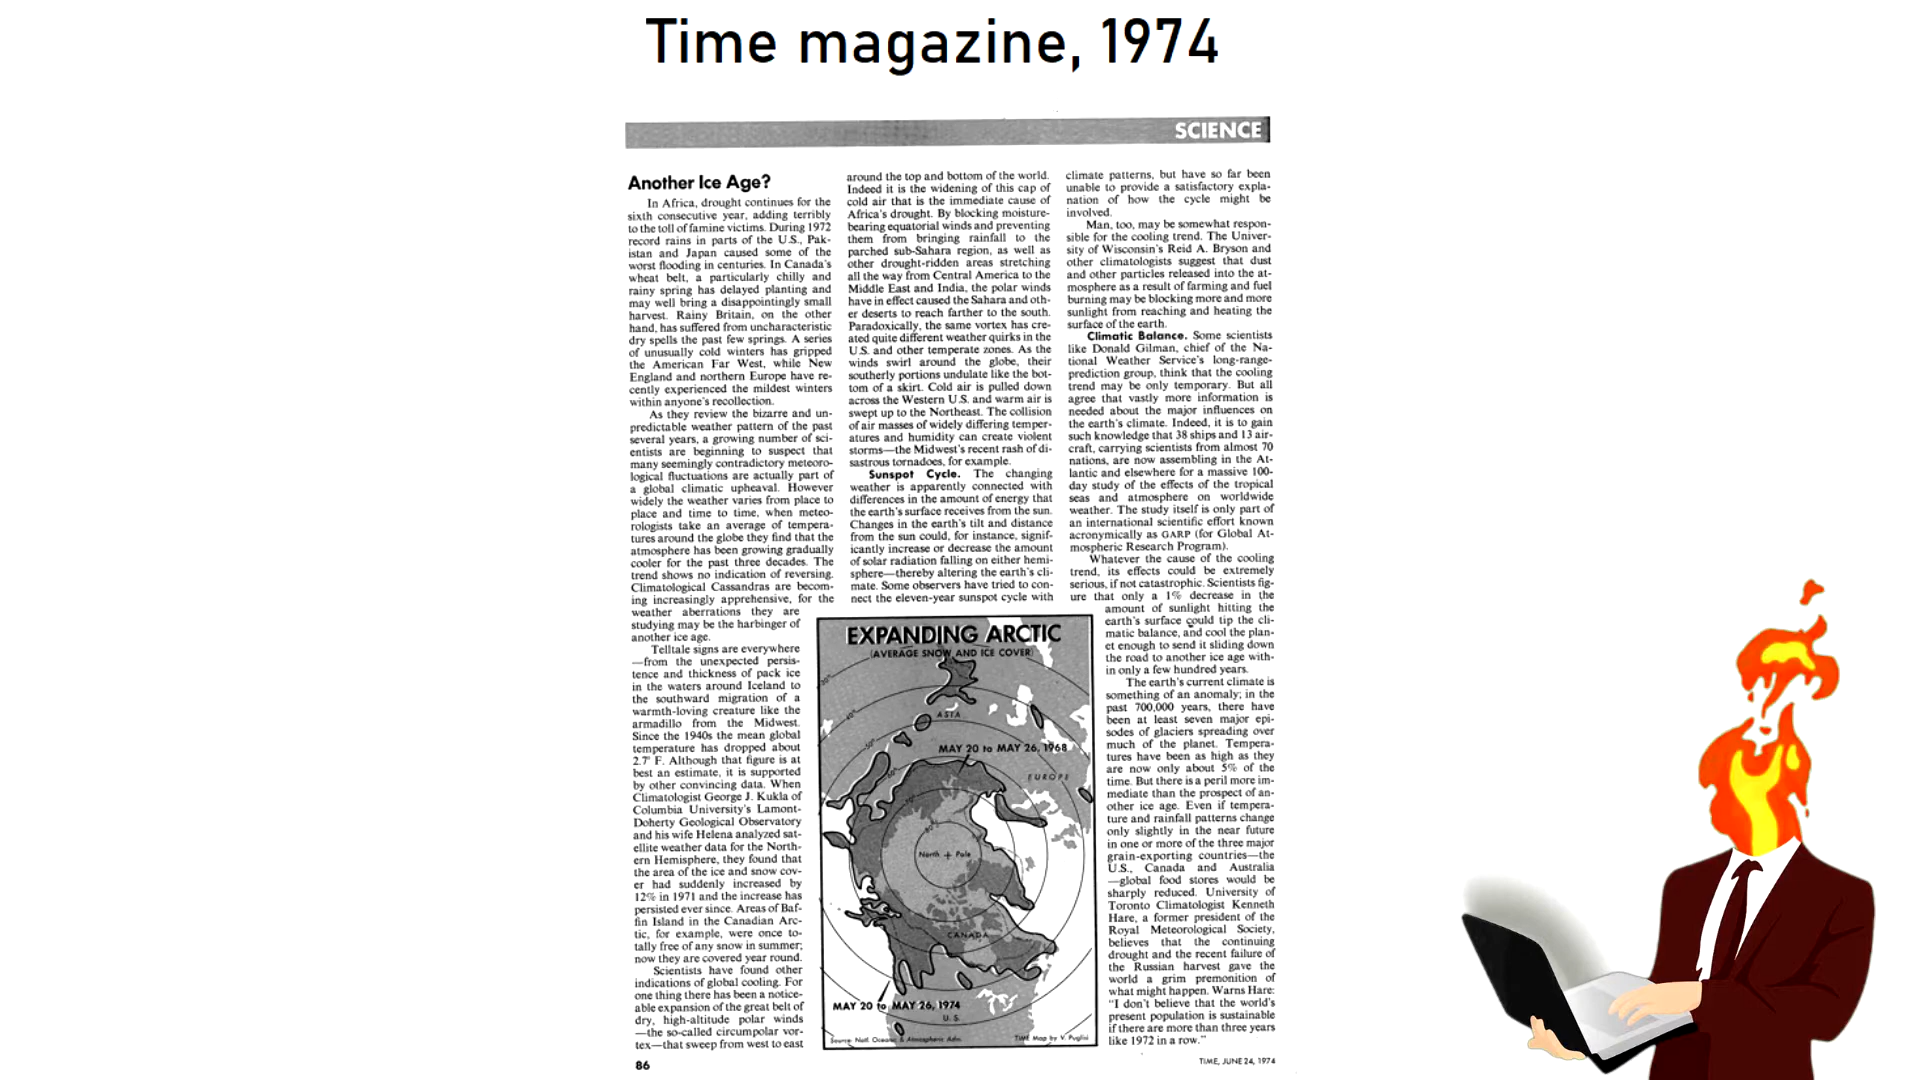 Time magazine, 1974
SCIENCE
Another Ice Age?
In Africa, drought continues for the
sixth consecutive year, adding terribly
to the toll of famine victims. During 1972
record rains in parts of the U.S., Pak-
istan and Japan caused some of the
worst flooding in centuries. In Canada's
wheat belt, a particularly chilly and
rainy spring has delayed planting and
may well bring a disappointingly small
harvest. Rainy Britain, on the other
hand, has suffered from uncharacteristic
dry spells the past few springs. A series
of unusually cold winters has gripped
the American Far West, while New
England and northern Europe have re-
cently experienced the mildest winters
within anyone's recollection.
As they review the bizarre and un-
predictable weather pattern of the past
several years, a growing number of sci-
entists are beginning to suspect that
many seemingly contradictory meteoro-
logical fluctuations are actually part of
a global climatic upheaval. However
widely the weather varies from place to
place and time to time, when meteo-
rologists take an average of tempera-
tures around the globe they find that the
atmosphere has been growing gradually
cooler for the past three decades. The
trend shows no indication of reversing.
Climatological Cassandras are becom-
ing increasingly apprehensive, for the
weather aberrations they are
studying may be the harbinger of
another ice age.
Telltale signs are everywhere
—from the unexpected persis-
tence and thickness of pack ice
in the waters around Iceland to
the southward migration of a
warmth-loving creature like the
armadillo from the Midwest.
Since the 1940s the mean global
temperature has dropped about
2.7° F. Although that figure is at
best an estimate, it is supported
by other convincing data. When
Climatologist George J. Kukla of
Columbia University's Lamont-
Doherty Geological Observatory
and his wife Helena analyzed sat-
ellite weather data for the North-
ern Hemisphere, they found that
the area of the ice and snow cov-
er had suddenly increased by
12% in 1971 and the increase has
persisted ever since. Areas of Baf-
fin Island in the Canadian Arc-
tic, for example, were once to-
tally free of any snow in summer;
now they are covered year round.
Scientists have found other
indications of global cooling. For
one thing there has been a notice-
able expansion of the great belt of
dry, high-altitude polar winds
—the so-called circumpolar vor-
tex—that sweep from west to east
around the top and bottom of the world.
Indeed it is the widening of this cap of
cold air that is the immediate cause of
Africa's drought. By blocking moisture-
bearing equatorial winds and preventing
them from bringing rainfall to the
parched sub-Sahara region, as well as
other drought-ridden areas stretching
all the way from Central America to the
Middle East and India, the polar winds
have in effect caused the Sahara and oth-
er deserts to reach farther to the south.
Paradoxically, the same vortex has cre-
ated quite different weather quirks in the
U.S. and other temperate zones. As the
winds swirl around the globe, their
southerly portions undulate like the bot-
tom of a skirt. Cold air is pulled down
across the Western U.S. and warm air is
swept up to the Northeast. The collision
of air masses of widely differing temper-
atures and humidity can create violent
storms—the Midwest's recent rash of di-
sastrous tornadoes, for example.
Sunspot Cycle. The changing
weather is apparently connected with
differences in the amount of energy that
the earth's surface receives from the sun.
Changes in the earth's tilt and distance
from the sun could, for instance, signif-
icantly increase or decrease the amount
of solar radiation falling on either hemi-
sphere—thereby altering the earth's cli-
mate. Some observers have tried to con-
nect the eleven-year sunspot cycle with
climate patterns, but have so far been
unable to provide a satisfactory expla-
nation of how the cycle might be
involved.
Man, too, may be somewhat respon-
sible for the cooling trend. The Univer-
sity of Wisconsin's Reid A. Bryson and
other climatologists suggest that dust
and other particles released into the at-
mosphere as a result of farming and fuel
burning may be blocking more and more
sunlight from reaching and heating the
surface of the earth.
Climatic Balance. Some scientists
like Donald Gilman, chief of the Na-
tional Weather Service's long-range-
prediction group, think that the cooling
trend may be only temporary. But all
agree that vastly more information is
needed about the major influences on
the earth's climate. Indeed, it is to gain
such knowledge that 38 ships and 13 air-
craft, carrying scientists from almost 70
nations, are now assembling in the At-
lantic and elsewhere for a massive 100-
day study of the effects of the tropical
seas and atmosphere on worldwide
weather. The study itself is only part of
an international scientific effort known
acronymically as GARP (for Global At-
mospheric Research Program).
Whatever the cause of the cooling
trend, its effects could be extremely
serious, if not catastrophic. Scientists fig-
ure that only a 1% decrease in the
amount of sunlight hitting the
earth's surface could tip the cli-
matic balance, and cool the plan-
et enough to send it sliding down
the road to another ice age with-
in only a few hundred years.
The earth's current climate is
something of an anomaly; in the
past 700,000 years, there have
been at least seven major epi-
sodes of glaciers spreading over
much of the planet. Tempera-
tures have been as high as they
are now only about 5% of the
time. But there is a peril more im-
mediate than the prospect of an-
other ice age. Even if tempera-
ture and rainfall patterns change
only slightly in the near future
in one or more of the three major
grain-exporting countries—the
U.S., Canada and Australia
—global food stores would be
sharply reduced. University of
Toronto Climatologist Kenneth
Hare, a former president of the
Royal Meteorological Society,
believes that the continuing
drought and the recent failure of
the Russian harvest gave the
world a grim premonition of
what might happen. Warns Hare:
"I don't believe that the world's
present population is sustainable
if there are more than three years
like 1972 in a row."
EXPANDING ARCTIC
(AVERAGE SNOW AND ICE COVER)
ASIA
MAY 20 to MAY 26, 1968
EUROPE
North + Pole
CANADA
MAY 20 to MAY 26, 1974
U.S.
Source: Natl. Oceanic & Atmospheric Adm.
TIME Map by V. Puglisi
86
TIME, JUNE 24, 1974